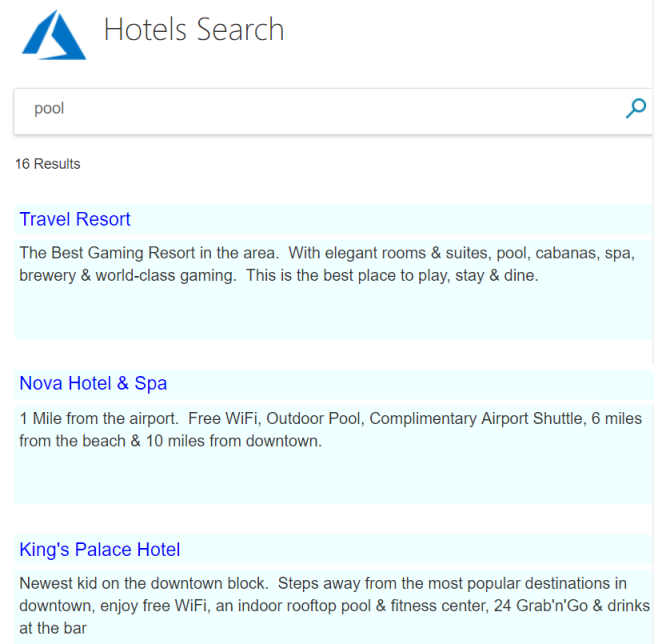 Hotels Search
pool
16 Results
Travel Resort
The Best Gaming Resort in the area.  With elegant rooms & suites, pool, cabanas, spa,
brewery & world-class gaming.  This is the best place to play, stay & dine.
Nova Hotel & Spa
1 Mile from the airport.  Free WiFi, Outdoor Pool, Complimentary Airport Shuttle, 6 miles
from the beach & 10 miles from downtown.
King's Palace Hotel
Newest kid on the downtown block.  Steps away from the most popular destinations in
downtown, enjoy free WiFi, an indoor rooftop pool & fitness center, 24 Grab'n'Go & drinks
at the bar